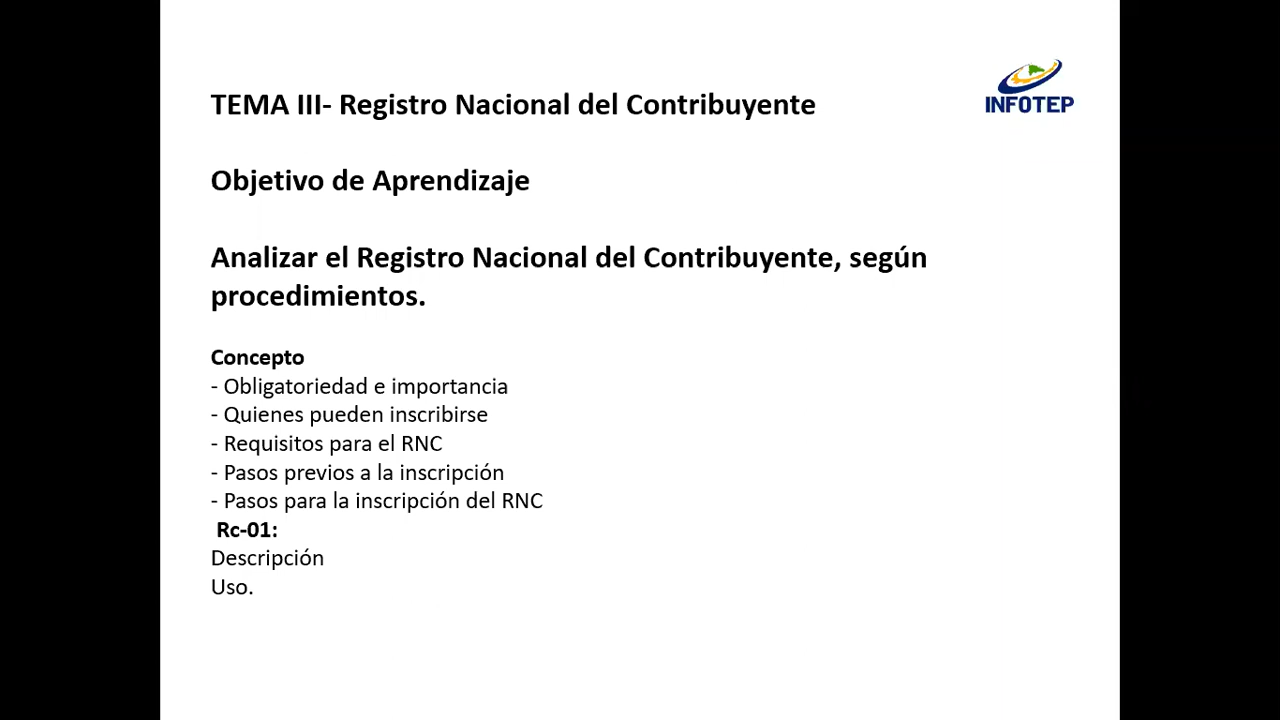 TEMA III- Registro Nacional del Contribuyente
INFOTEP
Objetivo de Aprendizaje
Analizar el Registro Nacional del Contribuyente, según
procedimientos.
Concepto
- Obligatoriedad e importancia
- Quienes pueden inscribirse
- Requisitos para el RNC
- Pasos previos a la inscripción
- Pasos para la inscripción del RNC
Rc-01:
Descripción
Uso.